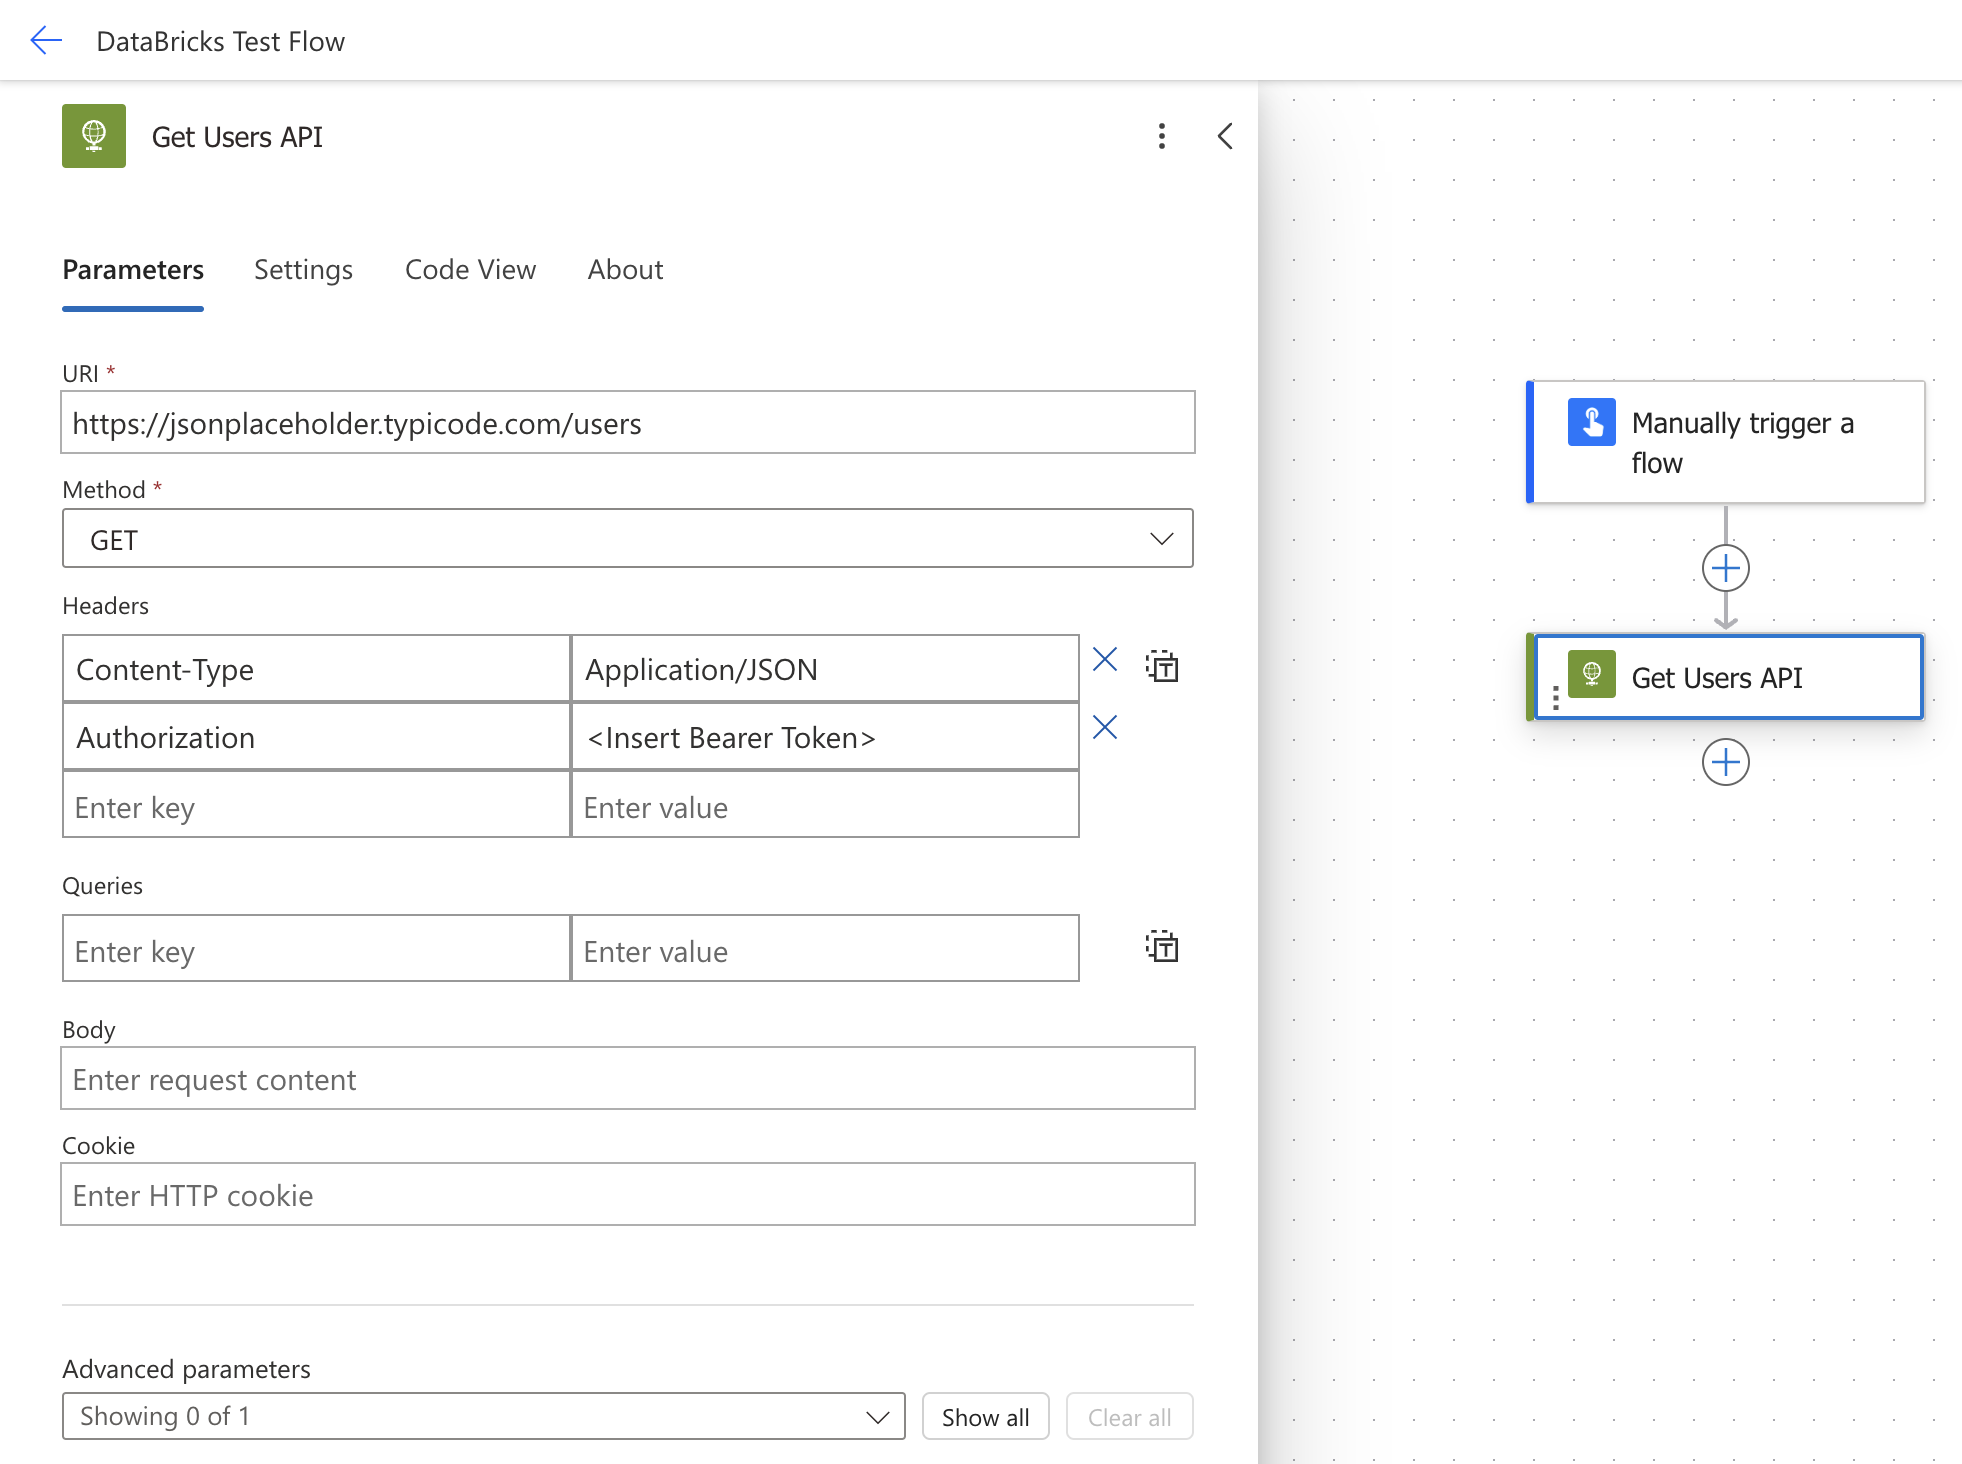 DataBricks Test Flow
Get Users API
Parameters Settings Code View About
URI *
https://jsonplaceholder.typicode.com/users
Method *
GET
Headers
Content-Type Application/JSON
Authorization <Insert Bearer Token>
Enter key Enter value
Queries
Enter key Enter value
Body
Enter request content
Cookie
Enter HTTP cookie
Advanced parameters
Showing 0 of 1 Show all Clear all
Manually trigger a
flow
Get Users API